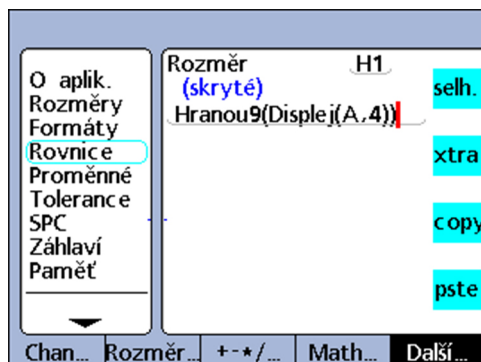 O aplik.
Rozměry
Formáty
Rovnice
Proměnné
Tolerance
SPC
Záhlaví
Paměť
Rozměr H1
(skryté)
Hranou9(Displej(A,4))
selh.
xtra
copy
pste
Chan... Rozměr... +-*/... Math... Další...